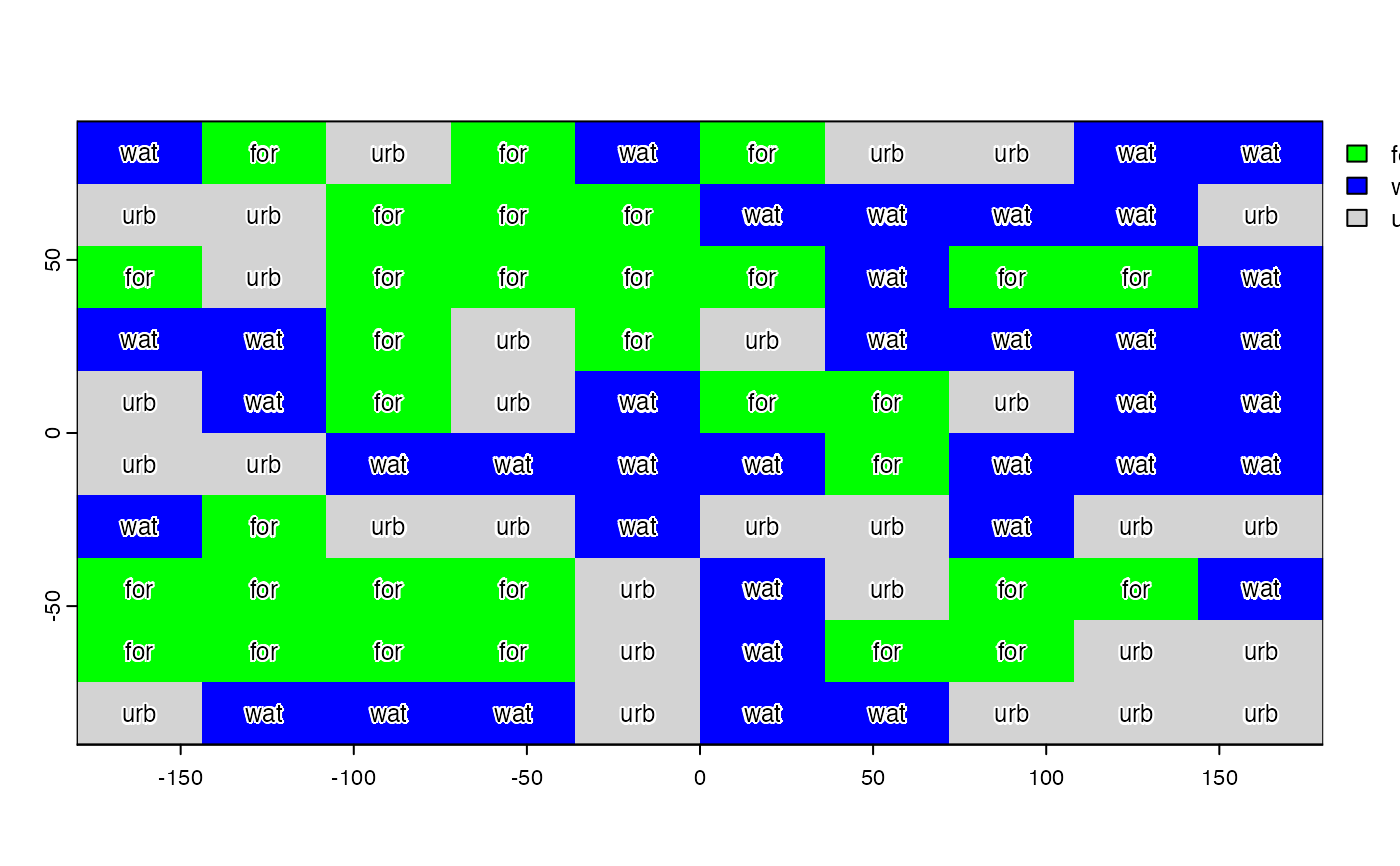 wat for urb for wat for urb urb wat wat
urb urb for for for wat wat wat wat urb
50
for urb for for for for wat for for wat
wat wat for urb for urb wat wat wat wat
urb wat for urb wat for for urb wat wat
0
urb urb wat wat wat wat for wat wat wat
wat for urb urb wat urb urb wat urb urb
for for for for urb wat urb for for wat
-50
for for for for urb wat for for urb urb
urb wat wat wat urb wat wat urb urb urb
-150 -100 -50 0 50 100 150